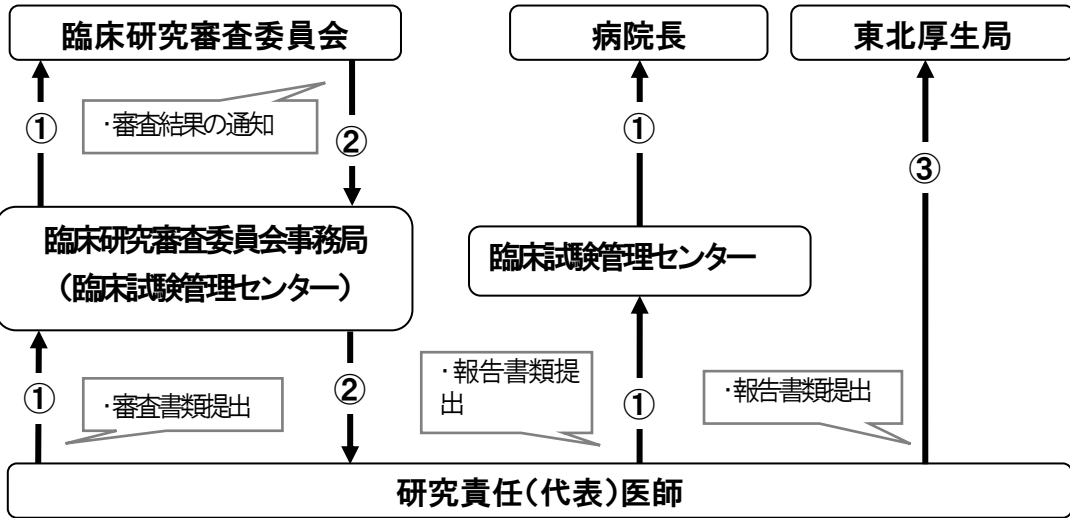 臨床研究審査委員会
病院長
東北厚生局
①
・審査結果の通知
②
①
③
臨床研究審査委員会事務局
（臨床試験管理センター）
臨床試験管理センター
①
・審査書類提出
②
・報告書類提
出
①
・報告書類提出
研究責任（代表）医師